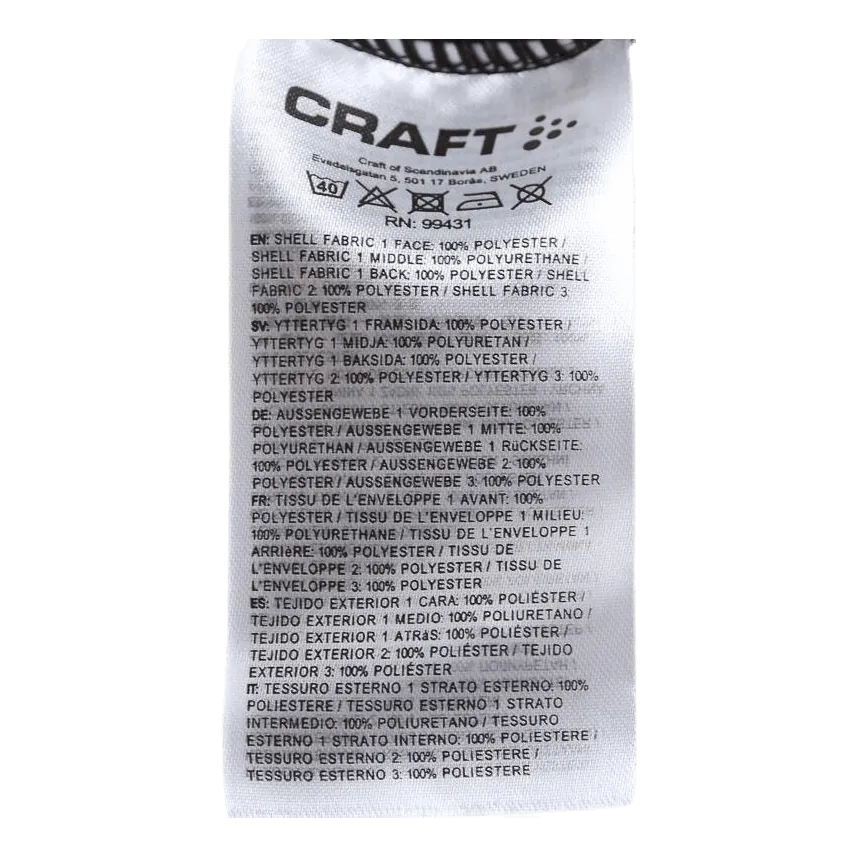 CRAFT
Craft of Scandinavia AB
Evedalsgatan 5, 501 17 Borås, SWEDEN
40
RN: 99431
EN: SHELL FABRIC 1 FACE: 100% POLYESTER /
SHELL FABRIC 1 MIDDLE: 100% POLYURETHANE /
SHELL FABRIC 1 BACK: 100% POLYESTER / SHELL
FABRIC 2: 100% POLYESTER / SHELL FABRIC 3:
100% POLYESTER
SV: YTTERTYG 1 FRAMSIDA: 100% POLYESTER /
YTTERTYG 1 MIDJA: 100% POLYURETAN /
YTTERTYG 1 BAKSIDA: 100% POLYESTER /
YTTERTYG 2: 100% POLYESTER / YTTERTYG 3: 100%
POLYESTER
DE: AUSSENGEWEBE 1 VORDERSEITE: 100%
POLYESTER / AUSSENGEWEBE 1 MITTE: 100%
POLYURETHAN / AUSSENGEWEBE 1 RüCKSEITE:
100% POLYESTER / AUSSENGEWEBE 2: 100%
POLYESTER / AUSSENGEWEBE 3: 100% POLYESTER
FR: TISSU DE L'ENVELOPPE 1 AVANT: 100%
POLYESTER / TISSU DE L'ENVELOPPE 1 MILIEU:
100% POLYURÉTHANE / TISSU DE L'ENVELOPPE 1
ARRIèRE: 100% POLYESTER / TISSU DE
L'ENVELOPPE 2: 100% POLYESTER / TISSU DE
L'ENVELOPPE 3: 100% POLYESTER
ES: TEJIDO EXTERIOR 1 CARA: 100% POLIÉSTER /
TEJIDO EXTERIOR 1 MEDIO: 100% POLIURETANO /
TEJIDO EXTERIOR 1 ATRáS: 100% POLIÉSTER /
TEJIDO EXTERIOR 2: 100% POLIÉSTER / TEJIDO
EXTERIOR 3: 100% POLIÉSTER
IT: TESSURO ESTERNO 1 STRATO ESTERNO: 100%
POLIESTERE / TESSURO ESTERNO 1 STRATO
INTERMEDIO: 100% POLIURETANO / TESSURO
ESTERNO 1 STRATO INTERNO: 100% POLIESTERE /
TESSURO ESTERNO 2: 100% POLIESTERE /
TESSURO ESTERNO 3: 100% POLIESTERE